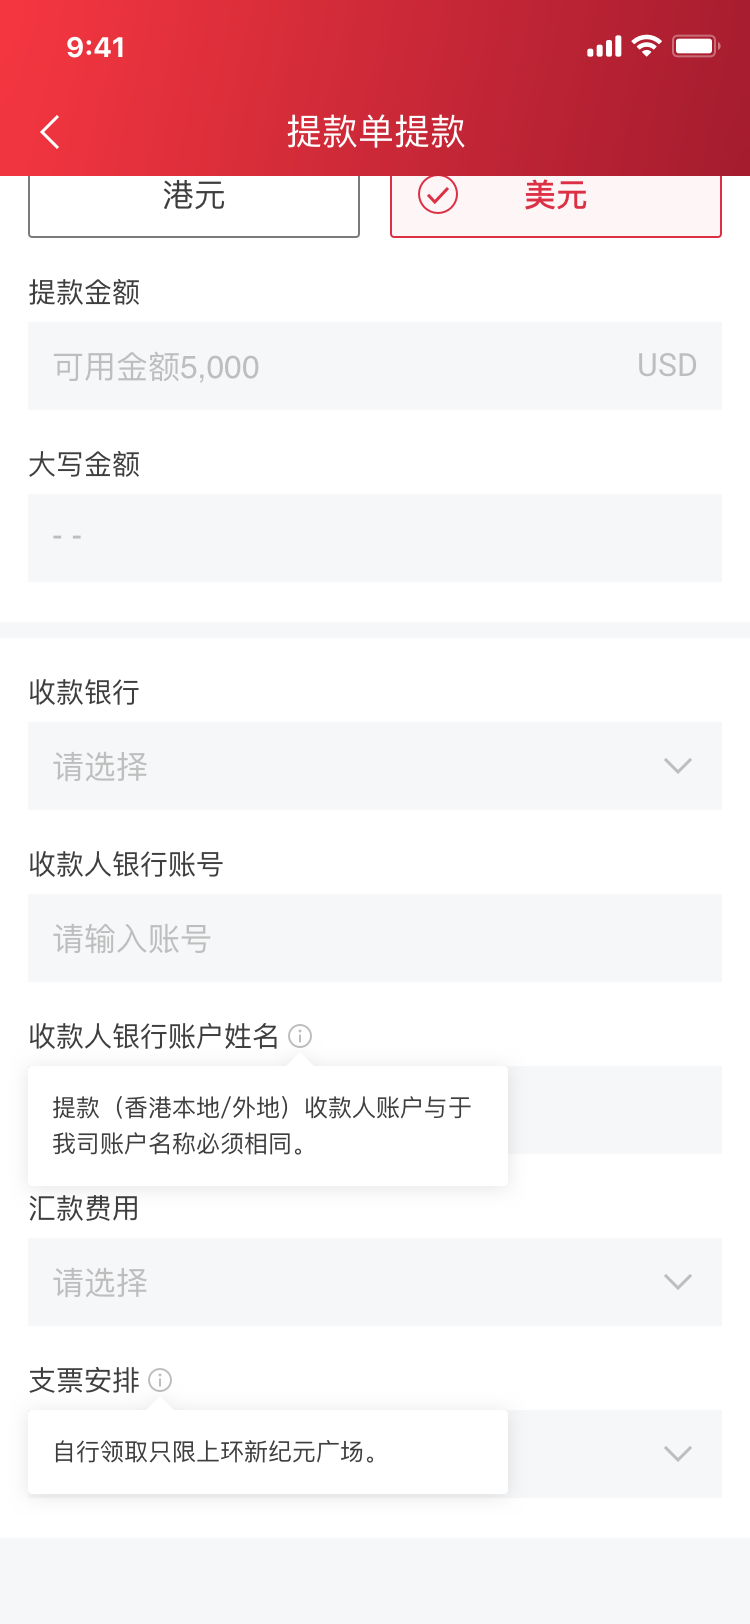 9:41
提款单提款
港元
美元
提款金额
可用金额5,000
USD
大写金额
- -
收款银行
请选择
收款人银行账号
请输入账号
收款人银行账户姓名
提款（香港本地/外地）收款人账户与于
我司账户名称必须相同。
汇款费用
请选择
支票安排
自行领取只限上环新纪元广场。